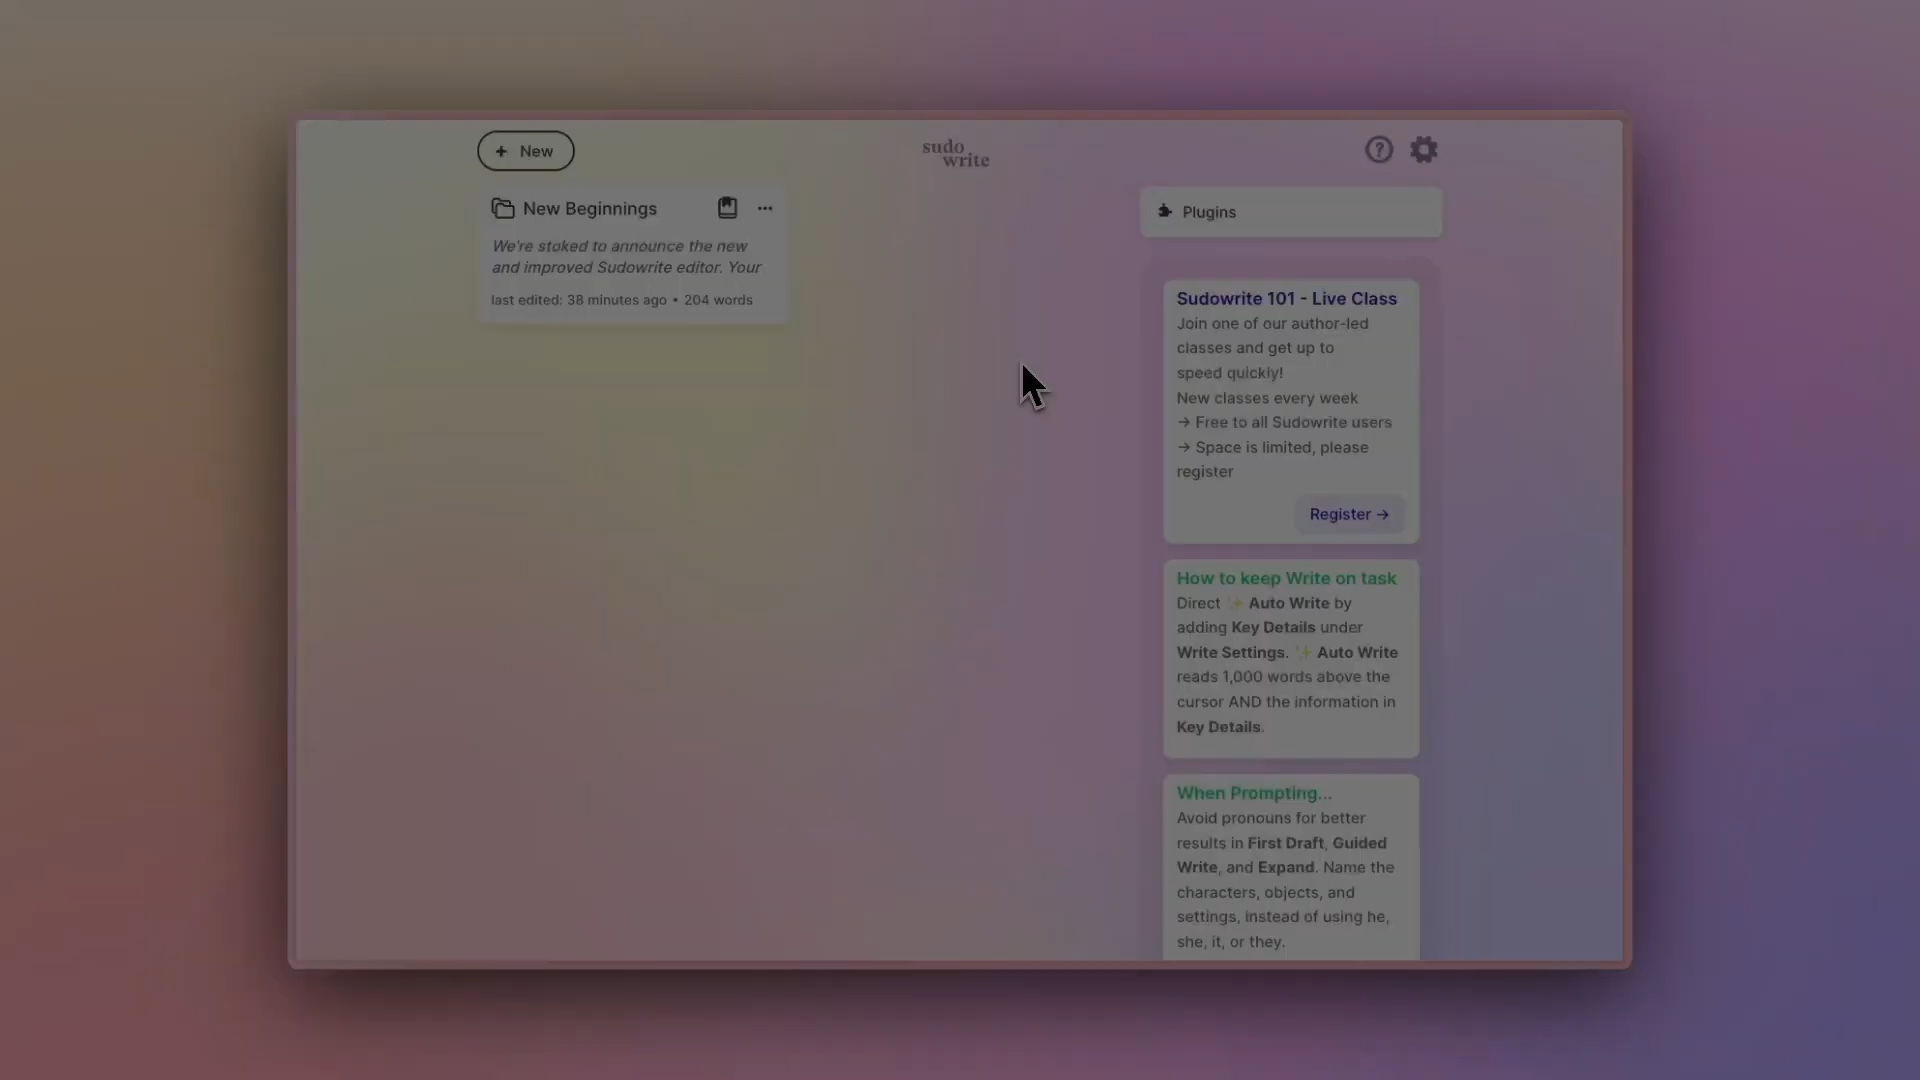 + New
sudo
write
?
New Beginnings
We're stoked to announce the new
and improved Sudowrite editor. Your
last edited: 38 minutes ago • 204 words
Plugins
Sudowrite 101 - Live Class
Join one of our author-led
classes and get up to
speed quickly!
New classes every week
→ Free to all Sudowrite users
→ Space is limited, please
register
Register →
How to keep Write on task
Direct ✨ Auto Write by
adding Key Details under
Write Settings. ✨ Auto Write
reads 1,000 words above the
cursor AND the information in
Key Details.
When Prompting...
Avoid pronouns for better
results in First Draft, Guided
Write, and Expand. Name the
characters, objects, and
settings, instead of using he,
she, it, or they.